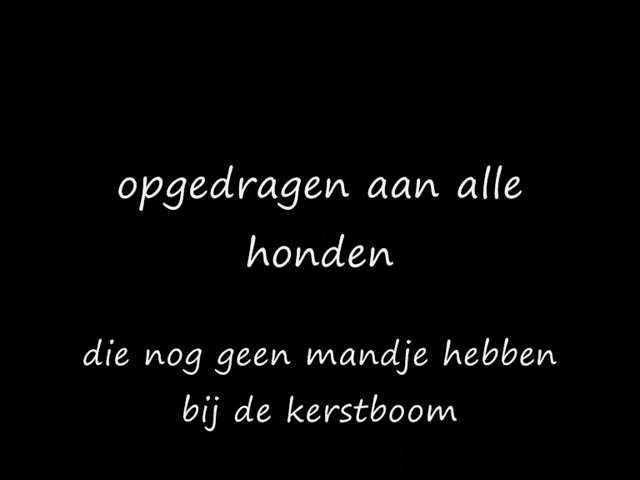 opgedragen aan alle
honden
die nog geen mandje hebben
bij de kerstboom